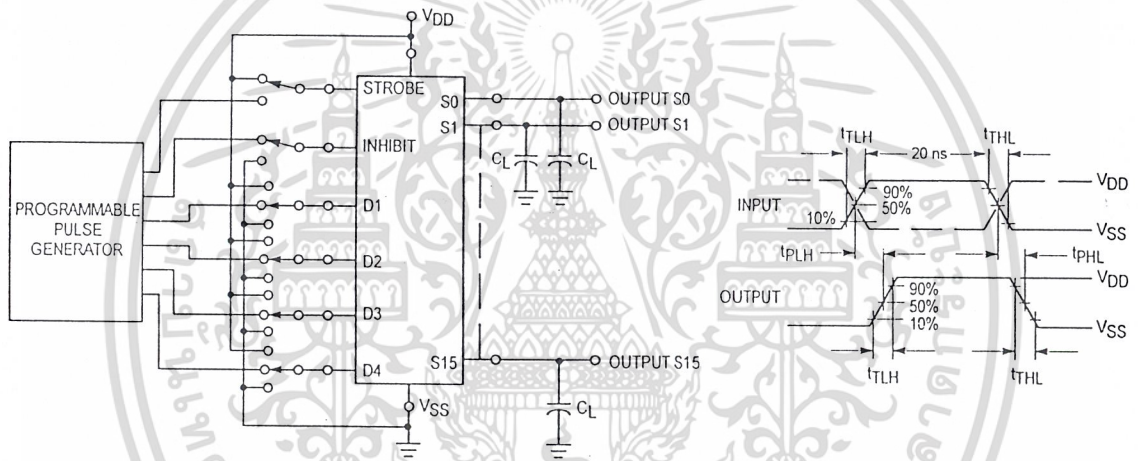 VDD
STROBE
INHIBIT
D1
D2
D3
D4
S0
S1
S15
OUTPUT S0
OUTPUT S1
OUTPUT S15
CL
CL
CL
VSS
PROGRAMMABLE
PULSE
GENERATOR
tTLH
20 ns
tTHL
VDD
90%
50%
10%
INPUT
VSS
tPLH
tPHL
VDD
OUTPUT
90%
50%
10%
VSS
tTLH
tTHL